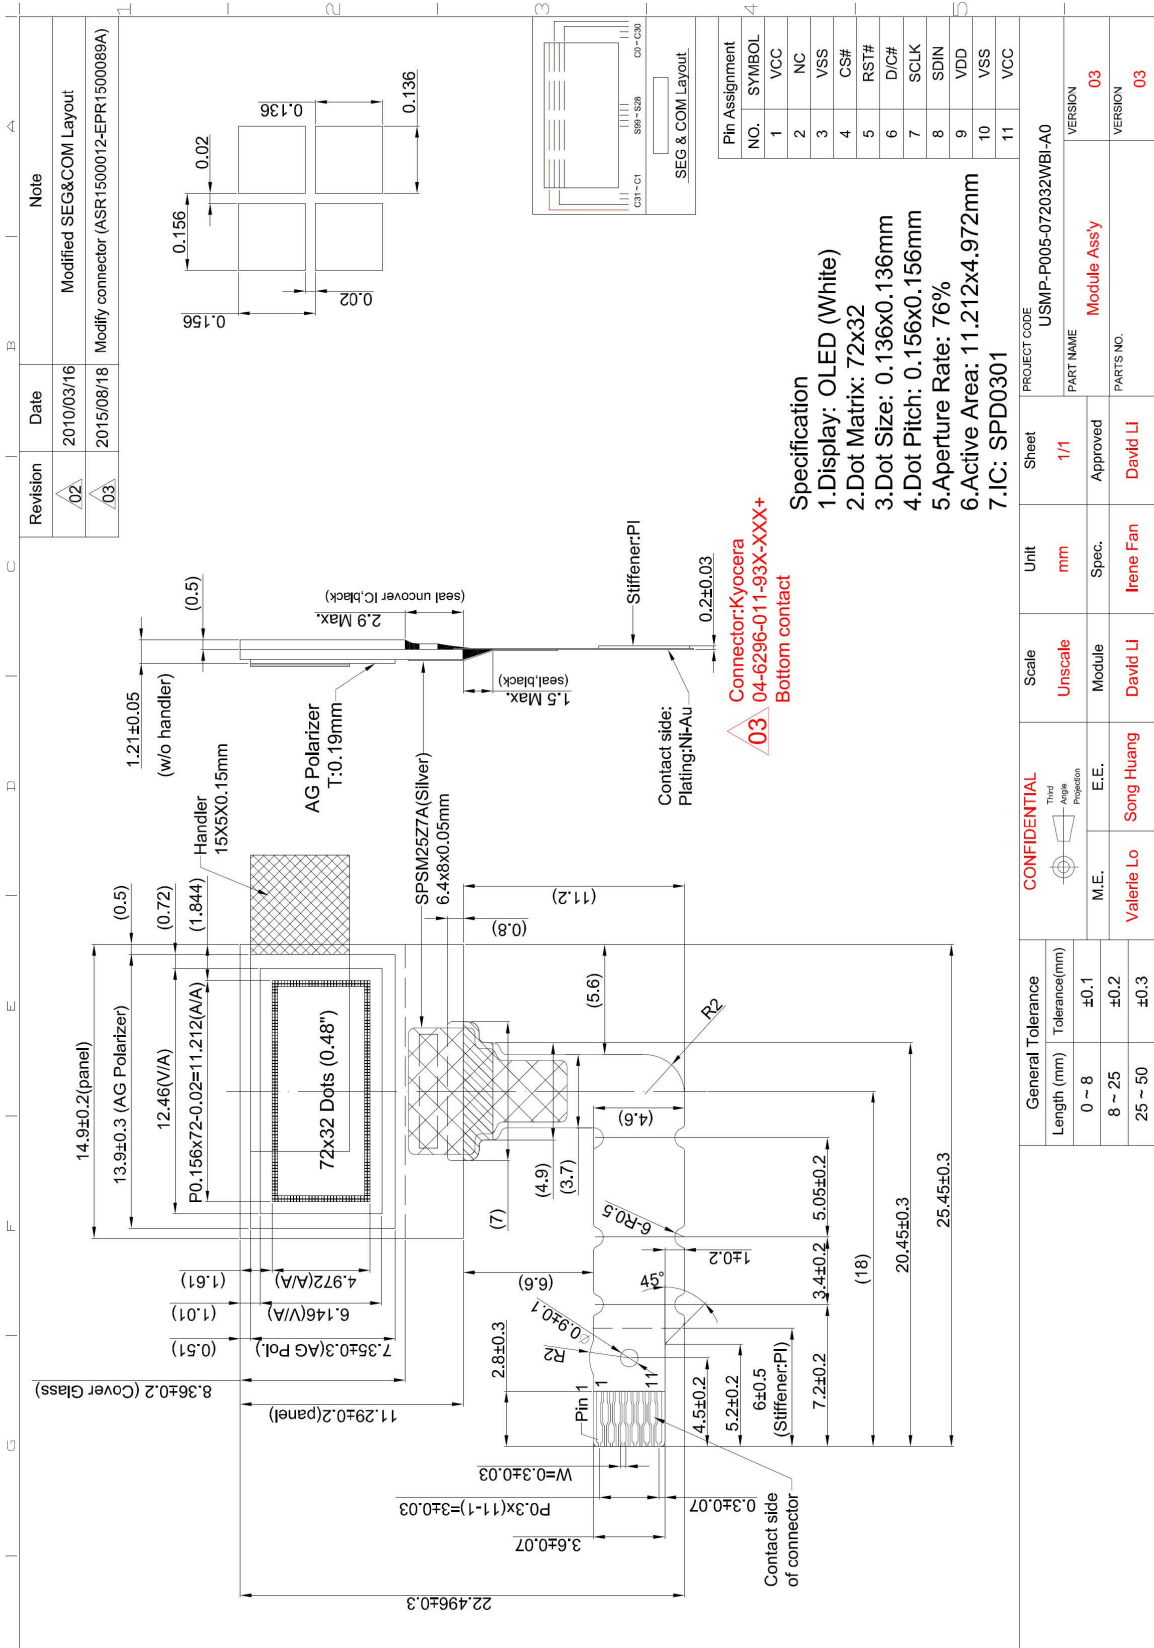 1
2
3
5
A
B
C
D
E
F
G
Revision
Date
Note
02
2010/03/16
Modified SEG&COM Layout
03
2015/08/18
Modify connector (ASR1500012-EPR1500089A)
0.156
0.02
0.136
0.136
0.156
0.02
C31~C1
S99~S28
C0~C30
SEG & COM Layout
Pin Assignment
NO. SYMBOL
1 VCC
2 NC
3 VSS
4 CS#
5 RST#
6 D/C#
7 SCLK
8 SDIN
9 VDD
10 VSS
11 VCC
1.21±0.05
(w/o handler)
(0.5)
2.9 Max.
(seal uncover IC,black)
AG Polarizer
T:0.19mm
1.5 Max.
(seal,black)
Stiffener:PI
0.2±0.03
Contact side:
Plating:Ni-Au
03
Connector:Kyocera
04-6296-011-93X-XXX+
Bottom contact
Specification
1.Display: OLED (White)
2.Dot Matrix: 72x32
3.Dot Size: 0.136x0.136mm
4.Dot Pitch: 0.156x0.156mm
5.Aperture Rate: 76%
6.Active Area: 11.212x4.972mm
7.IC: SPD0301
14.9±0.2(panel)
(0.5)
13.9±0.3 (AG Polarizer)
(0.72)
12.46(V/A)
(1.844)
P0.156x72-0.02=11.212(A/A)
Handler
15X5X0.15mm
72x32 Dots (0.48")
SPSM25Z7A(Silver)
6.4x8x0.05mm
(1.61)
4.972(A/A)
(1.01)
6.146(V/A)
(0.51)
7.35±0.3(AG Pol.)
8.36±0.2 (Cover Glass)
11.29±0.2(panel)
22.496±0.3
(0.8)
(11.2)
(5.6)
R2
(7)
(4.9)
(3.7)
(4.6)
(6.6)
6-R0.5
1±0.2
45°
Ø0.9±0.1
R2
2.8±0.3
Pin 1
1
11
W=0.3±0.03
P0.3x(11-1)=3±0.03
0.3±0.07
3.6±0.07
Contact side
of connector
4.5±0.2
5.2±0.2
6±0.5
(Stiffener:PI)
7.2±0.2
3.4±0.2
5.05±0.2
(18)
20.45±0.3
25.45±0.3
General Tolerance
Length (mm) Tolerance(mm)
0 ~ 8 ±0.1
8 ~ 25 ±0.2
25 ~ 50 ±0.3
CONFIDENTIAL
Third
Angle
Projection
M.E. E.E.
Valerie Lo Song Huang
Scale Unit Sheet
Unscale mm 1/1
Module Spec. Approved
David Li Irene Fan David Li
PROJECT CODE
USMP-P005-072032WBI-A0
PART NAME
Module Ass'y
VERSION
03
PARTS NO.
VERSION
03